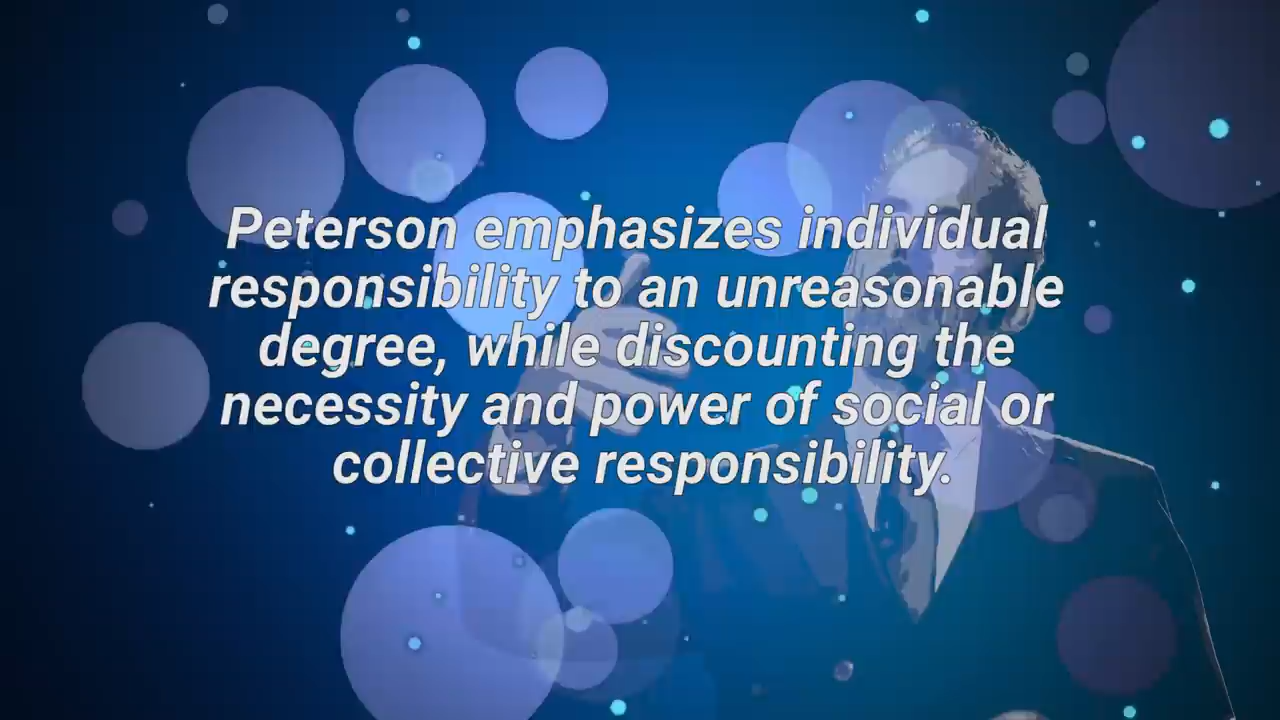 Peterson emphasizes individual
responsibility to an unreasonable
degree, while discounting the
necessity and power of social or
collective responsibility.